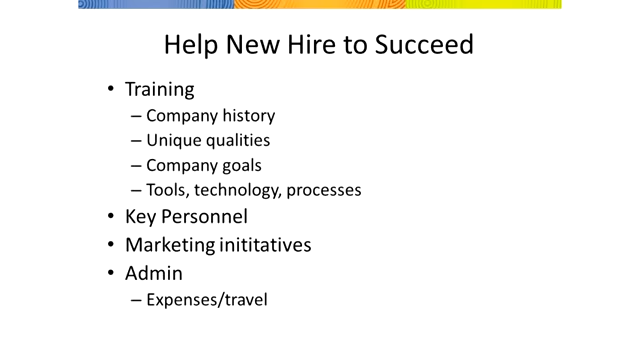 Help New Hire to Succeed
• Training
– Company history
– Unique qualities
– Company goals
– Tools, technology, processes
• Key Personnel
• Marketing inititatives
• Admin
– Expenses/travel